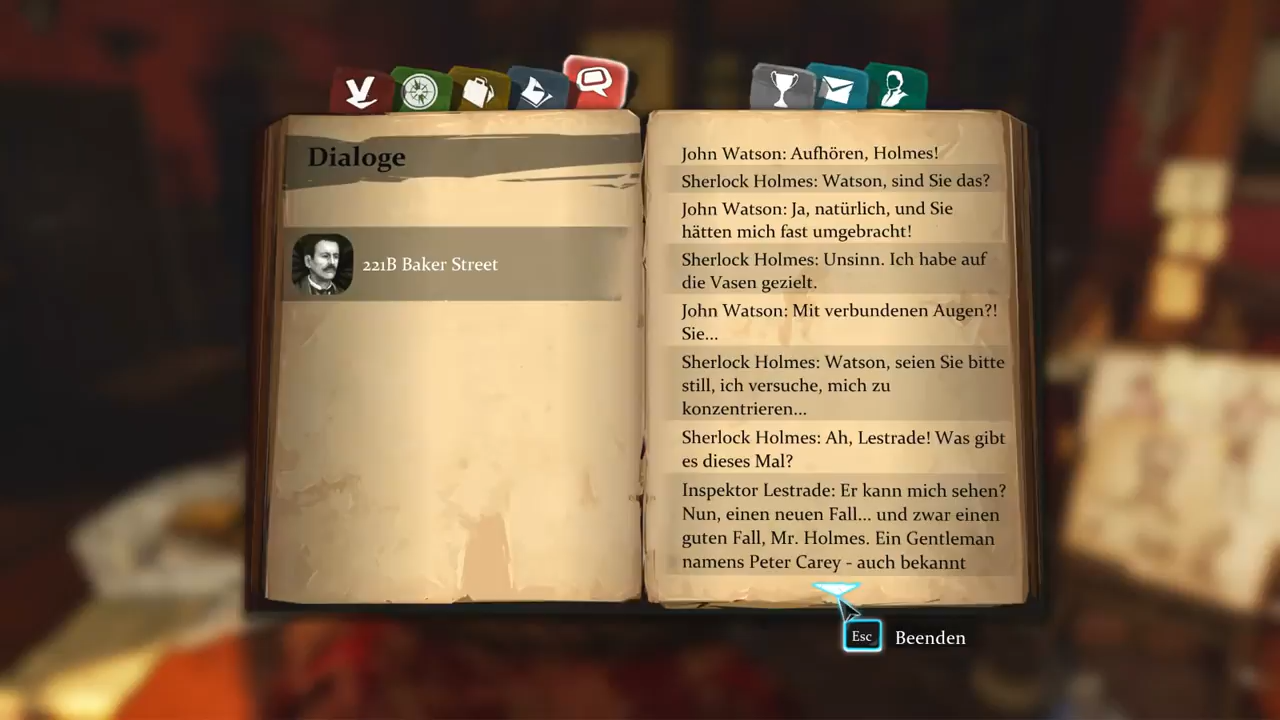 Dialoge
221B Baker Street
John Watson: Aufhören, Holmes!
Sherlock Holmes: Watson, sind Sie das?
John Watson: Ja, natürlich, und Sie
hätten mich fast umgebracht!
Sherlock Holmes: Unsinn. Ich habe auf
die Vasen gezielt.
John Watson: Mit verbundenen Augen?!
Sie...
Sherlock Holmes: Watson, seien Sie bitte
still, ich versuche, mich zu
konzentrieren...
Sherlock Holmes: Ah, Lestrade! Was gibt
es dieses Mal?
Inspektor Lestrade: Er kann mich sehen?
Nun, einen neuen Fall... und zwar einen
guten Fall, Mr. Holmes. Ein Gentleman
namens Peter Carey - auch bekannt
Esc Beenden